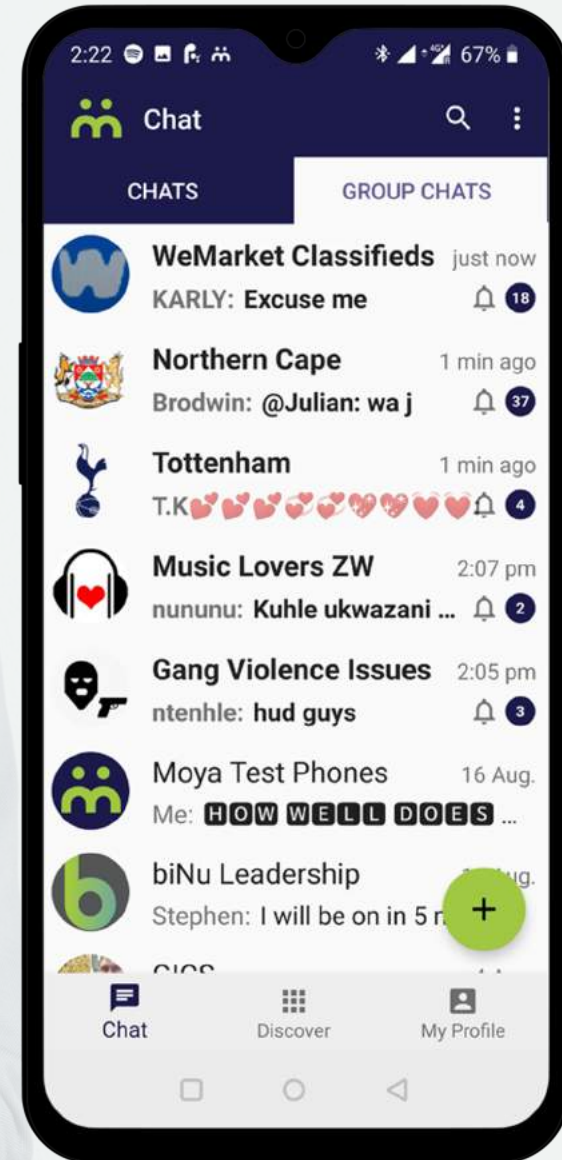 2:22 4G 67%
Chat
CHATS GROUP CHATS
WeMarket Classifieds just now
KARLY: Excuse me 18
Northern Cape 1 min ago
Brodwin: @Julian: wa j 37
Tottenham 1 min ago
T.K💕💕💕💞💞💖💖💓💓 4
Music Lovers ZW 2:07 pm
nununu: Kuhle ukwazani ... 2
Gang Violence Issues 2:05 pm
ntenhle: hud guys 3
Moya Test Phones 16 Aug.
Me: 🅷🅾🆆 🆆🅴🅻🅻 🅳🅾🅴🆂 ...
biNu Leadership
Stephen: I will be on in 5
Chat Discover My Profile